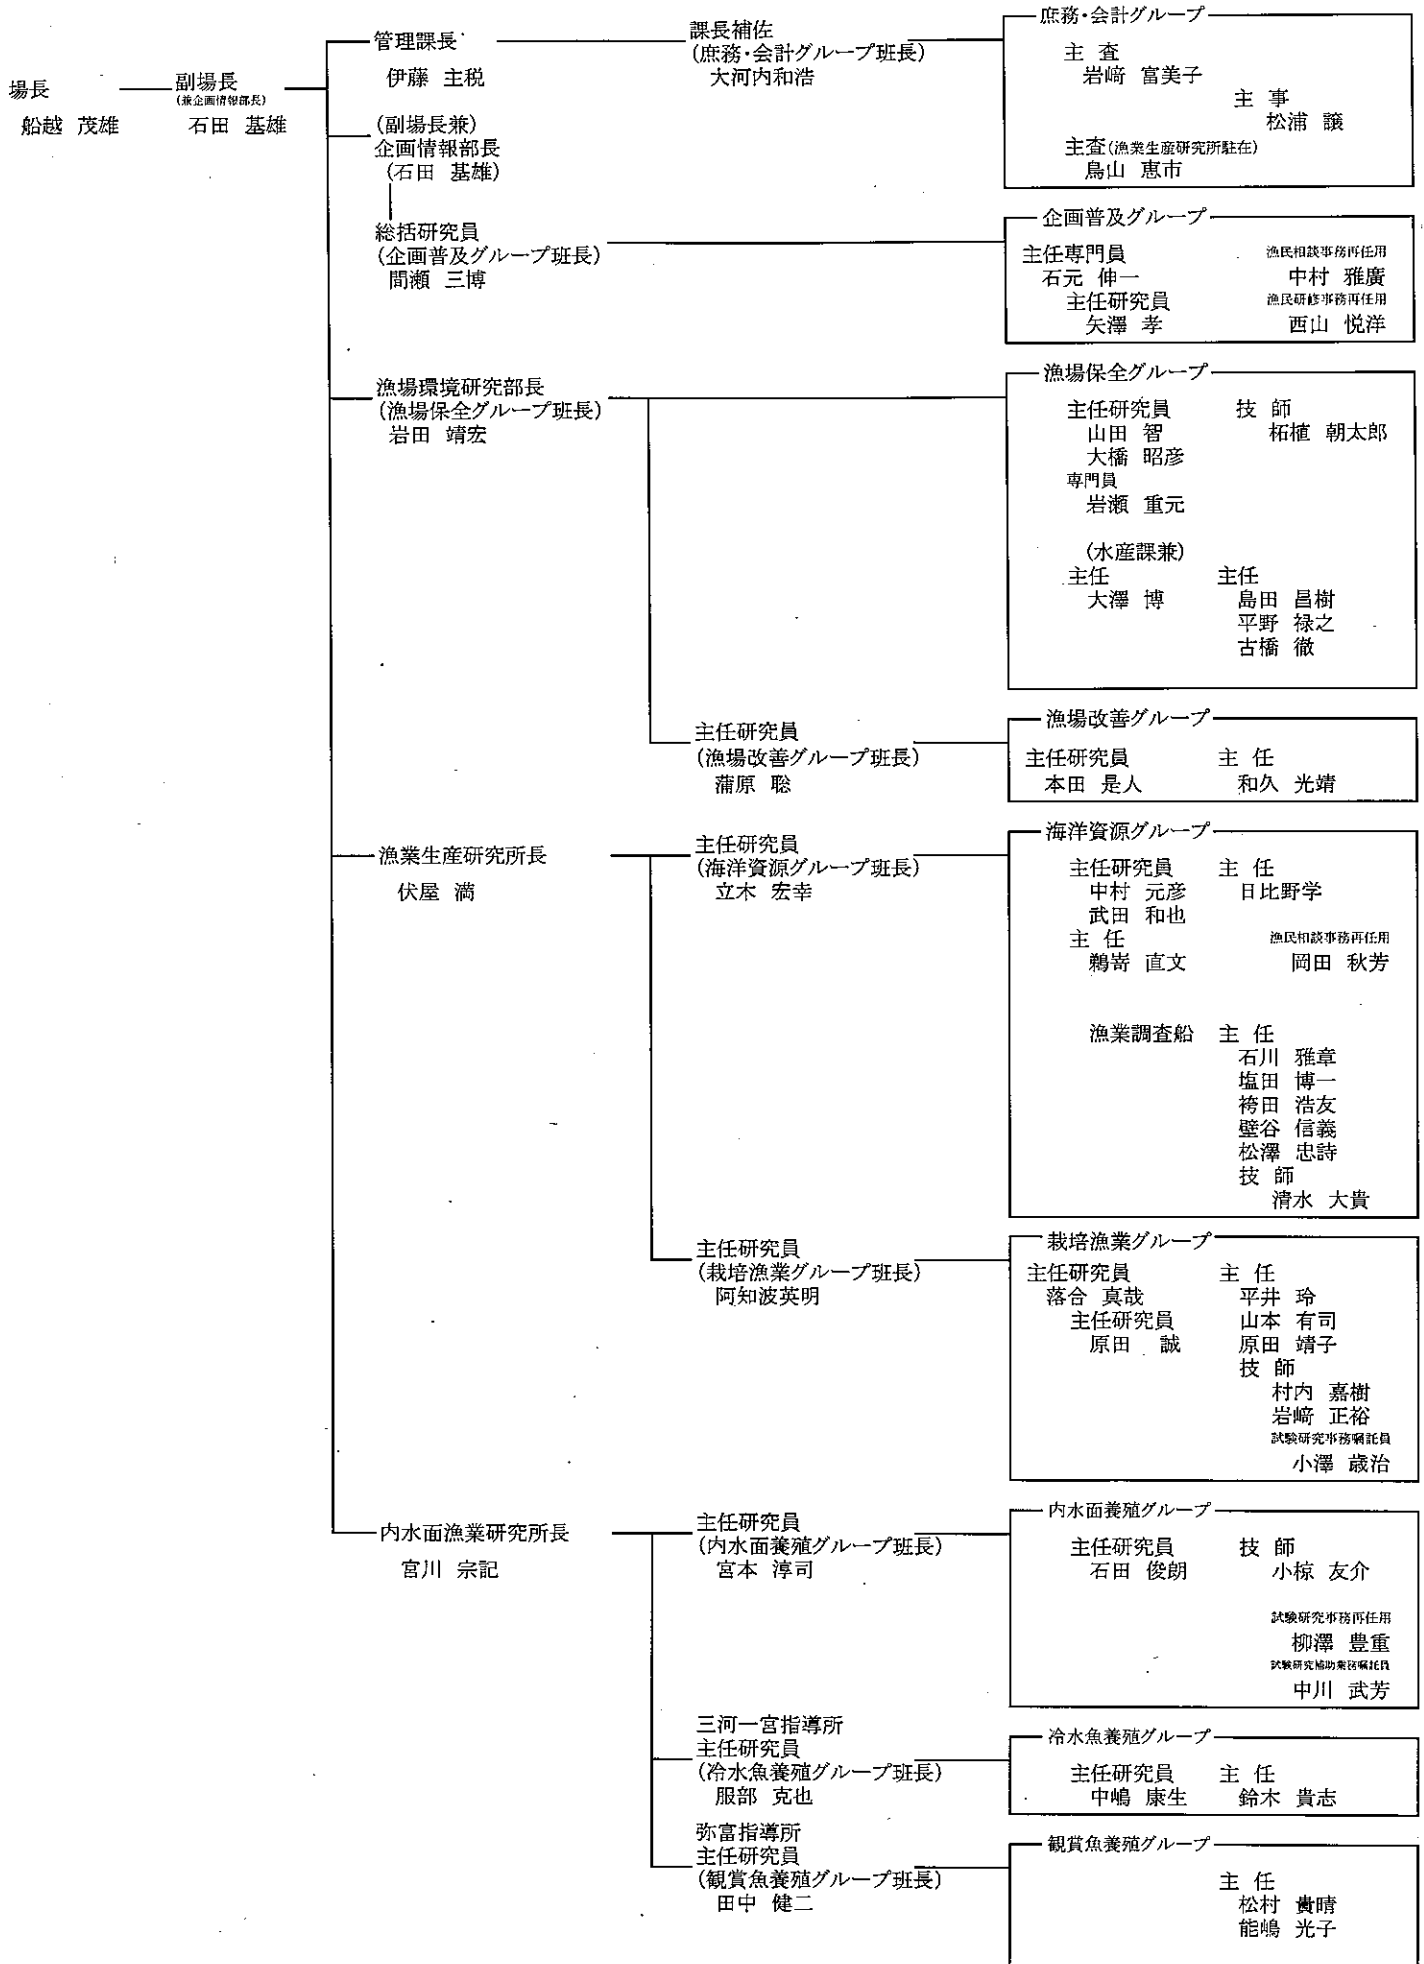 場長
船越 茂雄
副場長
(兼企画情報部長)
石田 基雄
管理課長
伊藤 主税
課長補佐
(庶務・会計グループ班長)
大河内和浩
庶務・会計グループ
主 査
岩﨑 富美子
主 事
松浦 譲
主査(漁業生産研究所駐在)
鳥山 恵市
(副場長兼)
企画情報部長
(石田 基雄)
総括研究員
(企画普及グループ班長)
間瀬 三博
企画普及グループ
主任専門員 漁民相談事務再任用
石元 伸一 中村 雅廣
主任研究員 漁民研修事務再任用
矢澤 孝 西山 悦洋
漁場環境研究部長
(漁場保全グループ班長)
岩田 靖宏
漁場保全グループ
主任研究員 技 師
山田 智 柘植 朝太郎
大橋 昭彦
専門員
岩瀬 重元
(水産課兼)
主任 主任
大澤 博 島田 昌樹
平野 禄之
古橋 徹
主任研究員
(漁場改善グループ班長)
蒲原 聡
漁場改善グループ
主任研究員 主 任
本田 是人 和久 光靖
漁業生産研究所長
伏屋 満
主任研究員
(海洋資源グループ班長)
立木 宏幸
海洋資源グループ
主任研究員 主 任
中村 元彦 日比野学
武田 和也
主 任 漁民相談事務再任用
鵜嵜 直文 岡田 秋芳
漁業調査船 主 任
石川 雅章
塩田 博一
袴田 浩友
壁谷 信義
松澤 忠詩
技 師
清水 大貴
主任研究員
(栽培漁業グループ班長)
阿知波英明
栽培漁業グループ
主任研究員 主 任
落合 真哉 平井 玲
主任研究員 山本 有司
原田 誠 原田 靖子
技 師
村内 嘉樹
岩﨑 正裕
試験研究事務嘱託員
小澤 歳治
内水面漁業研究所長
宮川 宗記
主任研究員
(内水面養殖グループ班長)
宮本 淳司
内水面養殖グループ
主任研究員 技 師
石田 俊朗 小椋 友介
試験研究事務再任用
柳澤 豊重
試験研究補助業務嘱託員
中川 武芳
三河一宮指導所
主任研究員
(冷水魚養殖グループ班長)
服部 克也
冷水魚養殖グループ
主任研究員 主 任
中嶋 康生 鈴木 貴志
弥富指導所
主任研究員
(観賞魚養殖グループ班長)
田中 健二
観賞魚養殖グループ
主 任
松村 貴晴
能嶋 光子